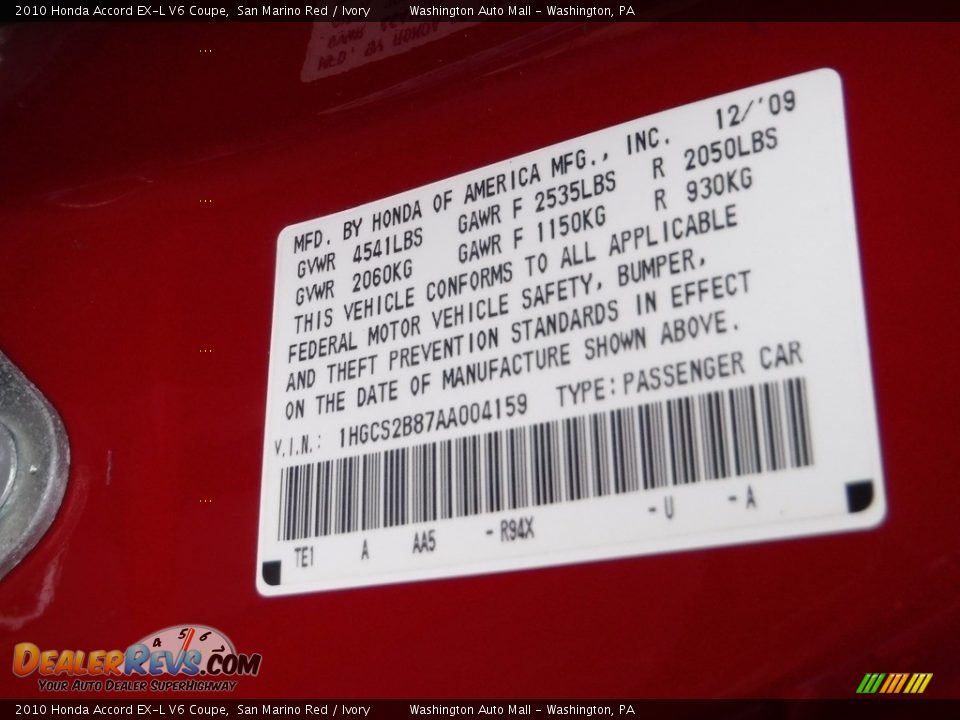 2010 Honda Accord EX-L V6 Coupe, San Marino Red / Ivory Washington Auto Mall - Washington, PA
MFD. BY HONDA OF AMERICA MFG., INC. 12/'09
GVWR 4541LBS GAWR F 2535LBS R 2050LBS
GVWR 2060KG GAWR F 1150KG R 930KG
THIS VEHICLE CONFORMS TO ALL APPLICABLE
FEDERAL MOTOR VEHICLE SAFETY, BUMPER,
AND THEFT PREVENTION STANDARDS IN EFFECT
ON THE DATE OF MANUFACTURE SHOWN ABOVE.
V.I.N.: 1HGCS2B87AA004159 TYPE: PASSENGER CAR
TE1 A AA5 - R94X - U - A
4 5 6 7
DEALERREVS.COM
YOUR AUTO DEALER SUPERHIGHWAY
2010 Honda Accord EX-L V6 Coupe, San Marino Red / Ivory Washington Auto Mall - Washington, PA